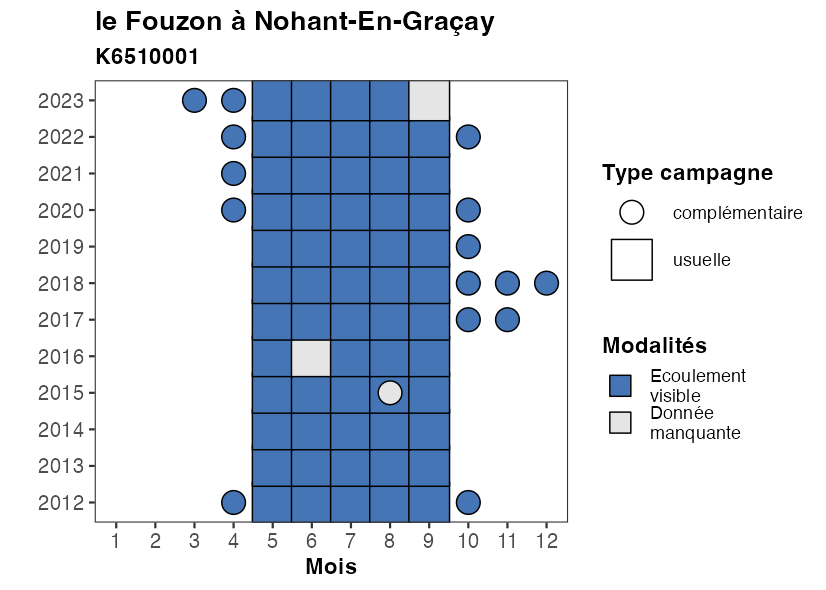 le Fouzon à Nohant-En-Graçay
K6510001
2023
2022
2021
2020
2019
2018
2017
2016
2015
2014
2013
2012
1 2 3 4 5 6 7 8 9 10 11 12
Mois
Type campagne
complémentaire
usuelle
Modalités
Ecoulement
visible
Donnée
manquante